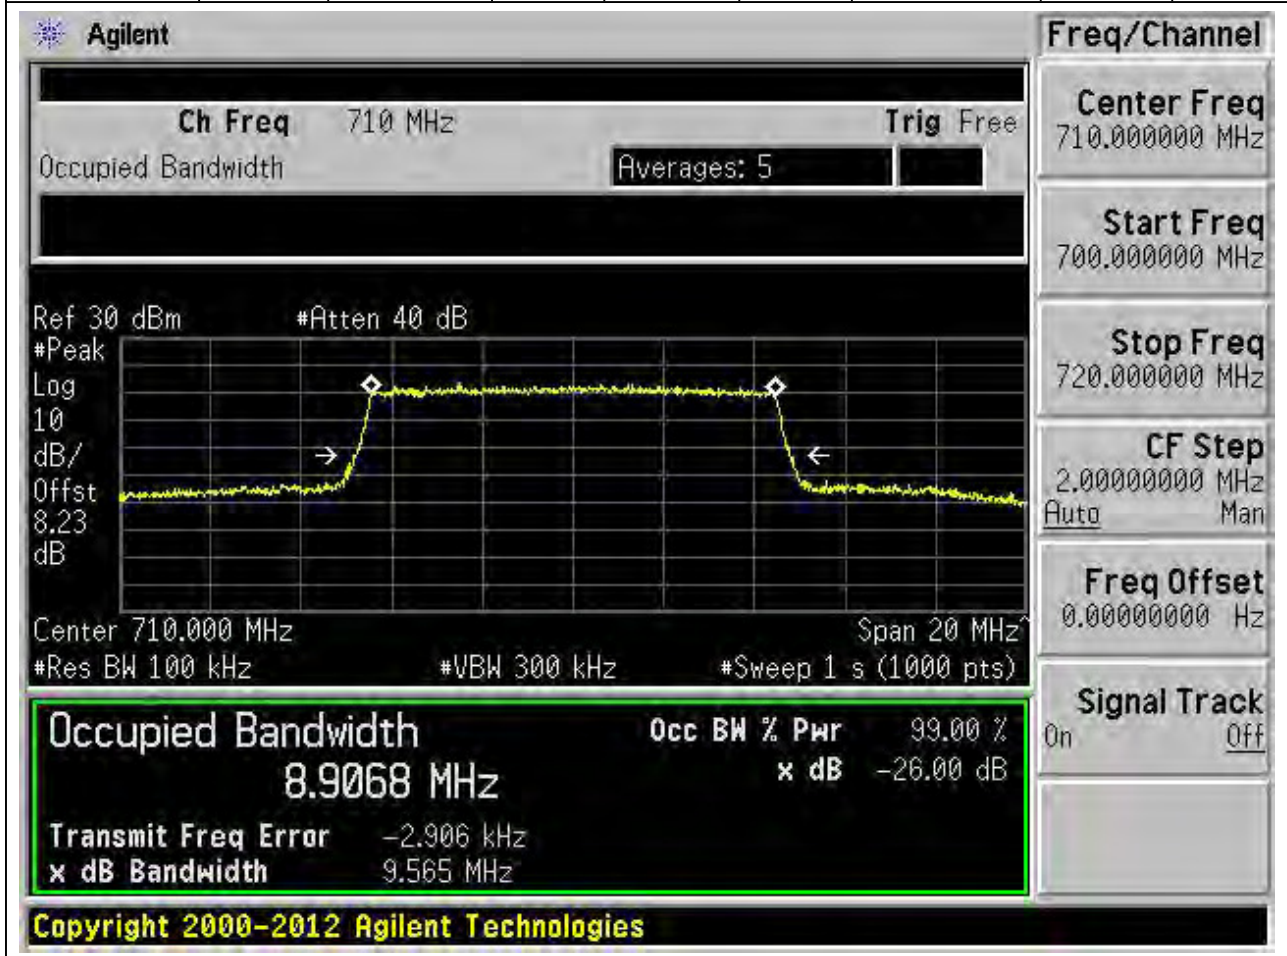 Agilent
Freq/Channel
Ch Freq 710 MHz Trig Free
Occupied Bandwidth Averages: 5
Center Freq
710.000000 MHz
Start Freq
700.000000 MHz
Stop Freq
720.000000 MHz
CF Step
2.00000000 MHz
Auto Man
Freq Offset
0.00000000 Hz
Signal Track
On Off
Ref 30 dBm #Atten 40 dB
#Peak
Log
10
dB/
Offst
8.23
dB
Center 710.000 MHz Span 20 MHz^
#Res BW 100 kHz #VBW 300 kHz #Sweep 1 s (1000 pts)
Occupied Bandwidth Occ BW % Pwr 99.00 %
8.9068 MHz x dB -26.00 dB
Transmit Freq Error -2.906 kHz
x dB Bandwidth 9.565 MHz
Copyright 2000-2012 Agilent Technologies